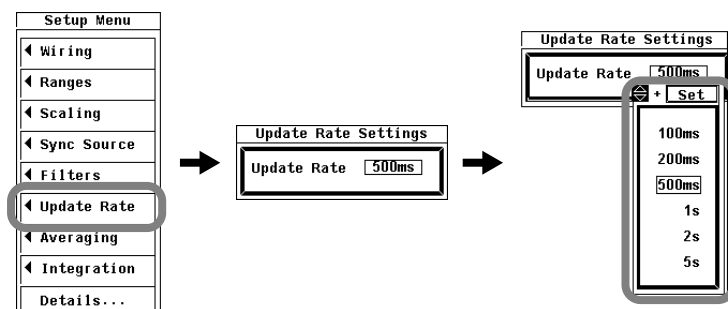 Setup Menu
Wiring
Ranges
Scaling
Sync Source
Filters
Update Rate
Averaging
Integration
Details...
Update Rate Settings
Update Rate 500ms
Update Rate Settings
Update Rate 500ms
+ Set
100ms
200ms
500ms
1s
2s
5s